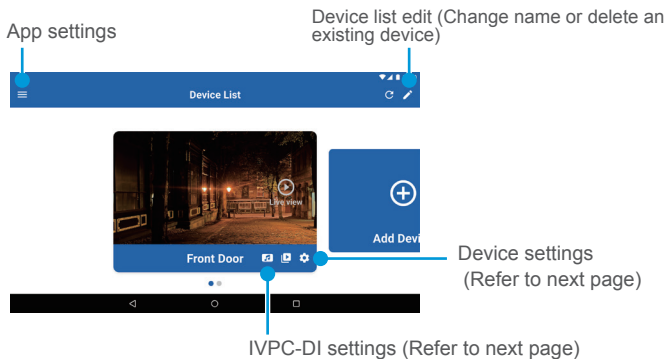 App settings
Device list edit (Change name or delete an
existing device)
Device List
Live view
Add Devi
Front Door
Device settings
(Refer to next page)
IVPC-DI settings (Refer to next page)